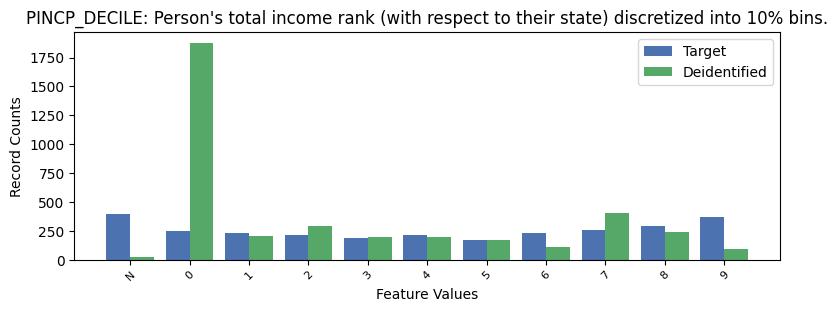 PINCP_DECILE: Person's total income rank (with respect to their state) discretized into 10% bins.
Target
Deidentified
Record Counts
1750
1500
1250
1000
750
500
250
0
N 0 1 2 3 4 5 6 7 8 9
Feature Values